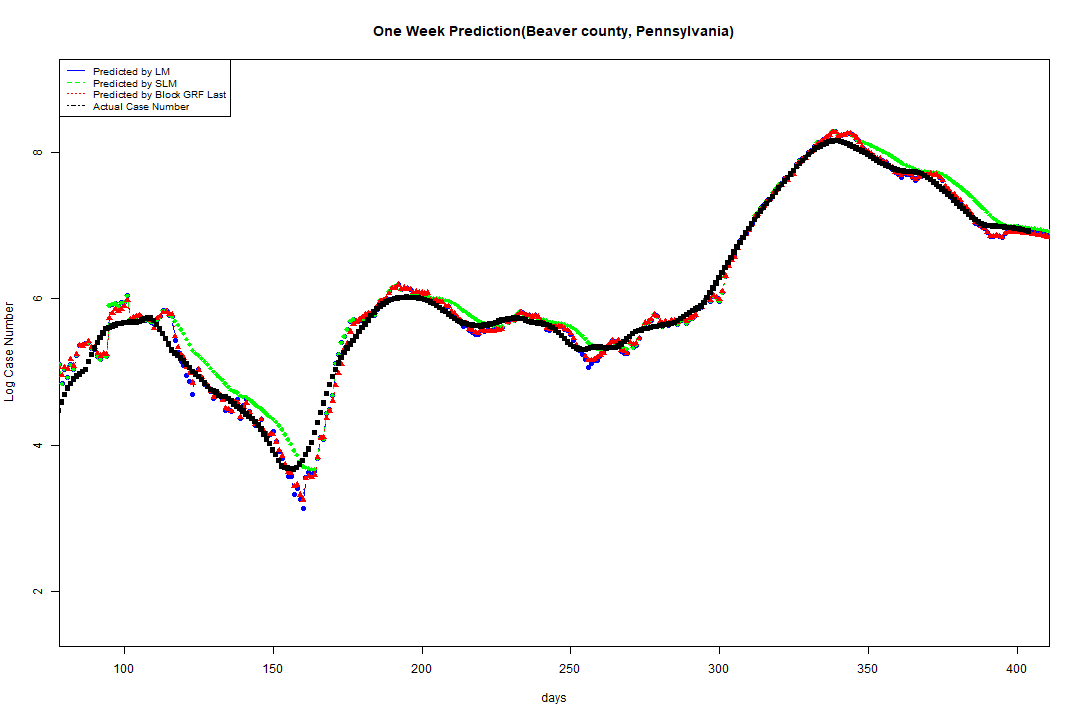 One Week Prediction(Beaver county, Pennsylvania)
Predicted by LM
Predicted by SLM
Predicted by Block GRF Last
Actual Case Number
Log Case Number
8
6
4
2
100 150 200 250 300 350 400
days